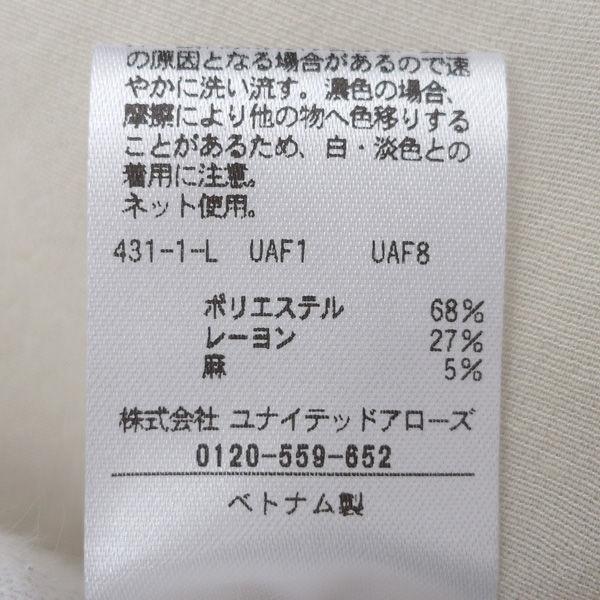 の原因となる場合があるので速
やかに洗い流す。濃色の場合、
摩擦により他の物へ色移りする
ことがあるため、白・淡色との
着用に注意。
ネット使用。
431-1-L UAF1 UAF8
ポリエステル 68%
レーヨン 27%
麻 5%
株式会社 ユナイテッドアローズ
0120-559-652
ベトナム製